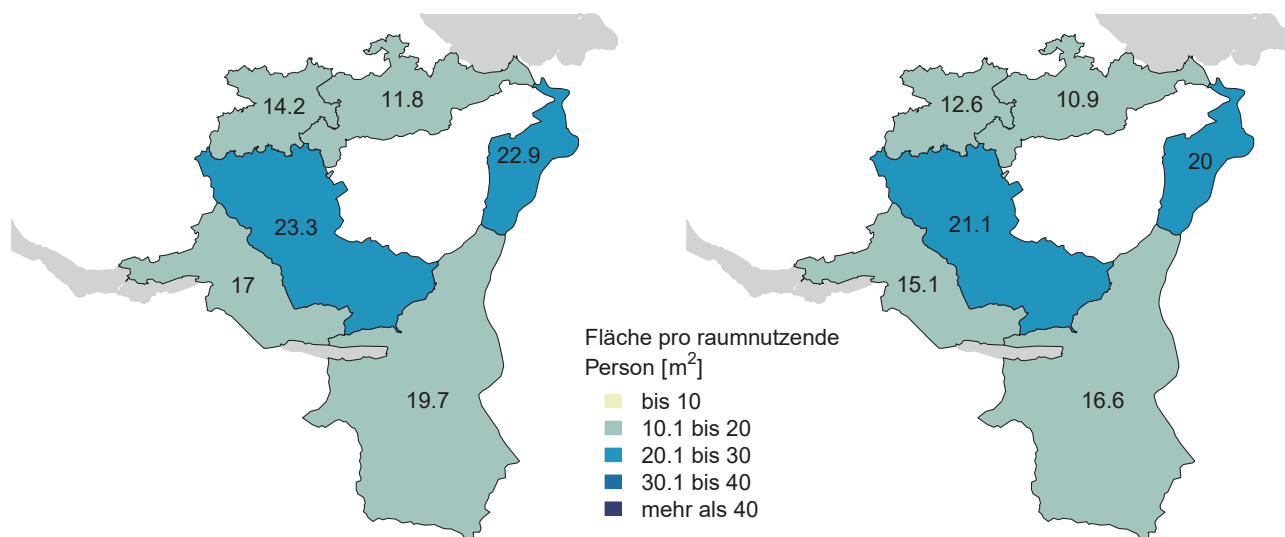 14.2
11.8
22.9
23.3
17
19.7
12.6
10.9
20
21.1
15.1
16.6
Fläche pro raumnutzende
Person [m²]
bis 10
10.1 bis 20
20.1 bis 30
30.1 bis 40
mehr als 40